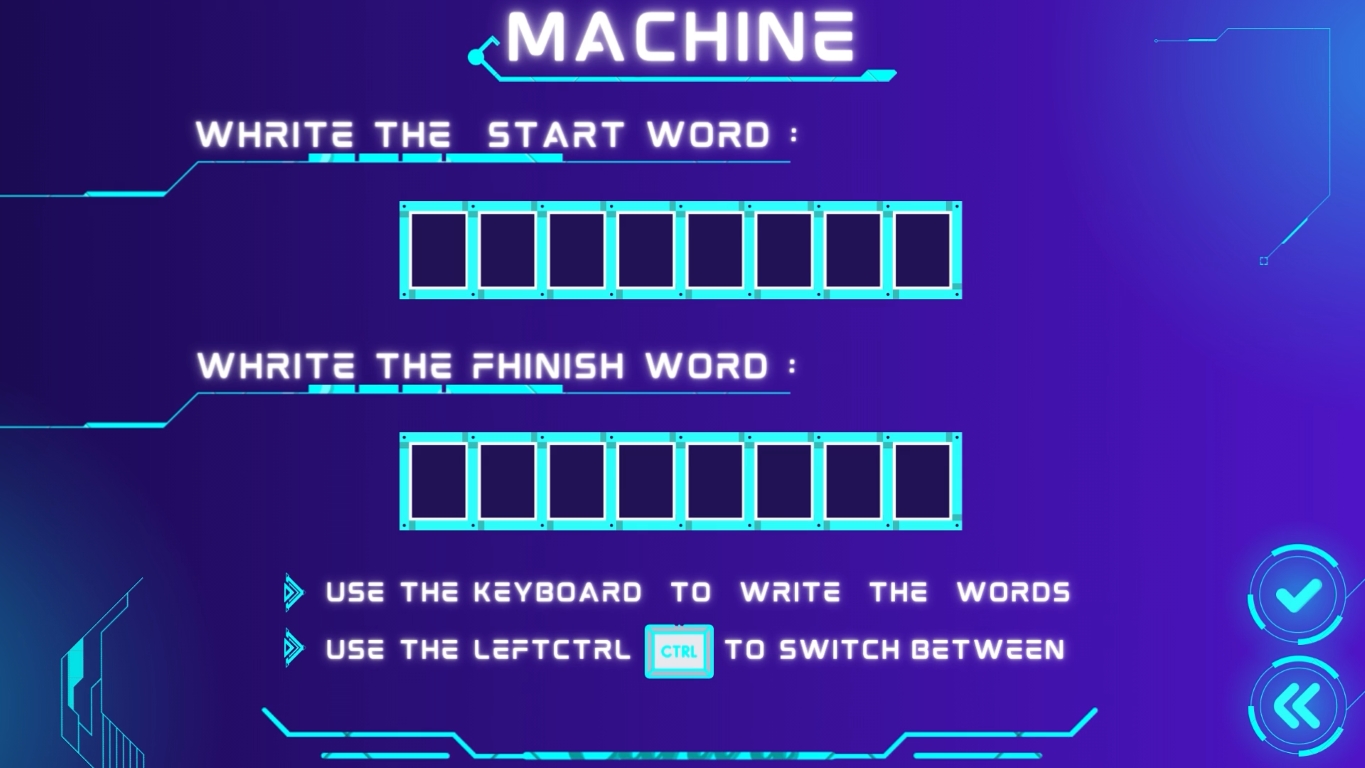 MACHINE
WHRITE THE START WORD :
WHRITE THE FHINISH WORD :
USE THE KEYBOARD TO WRITE THE WORDS
USE THE LEFTCTRL CTRL TO SWITCH BETWEEN